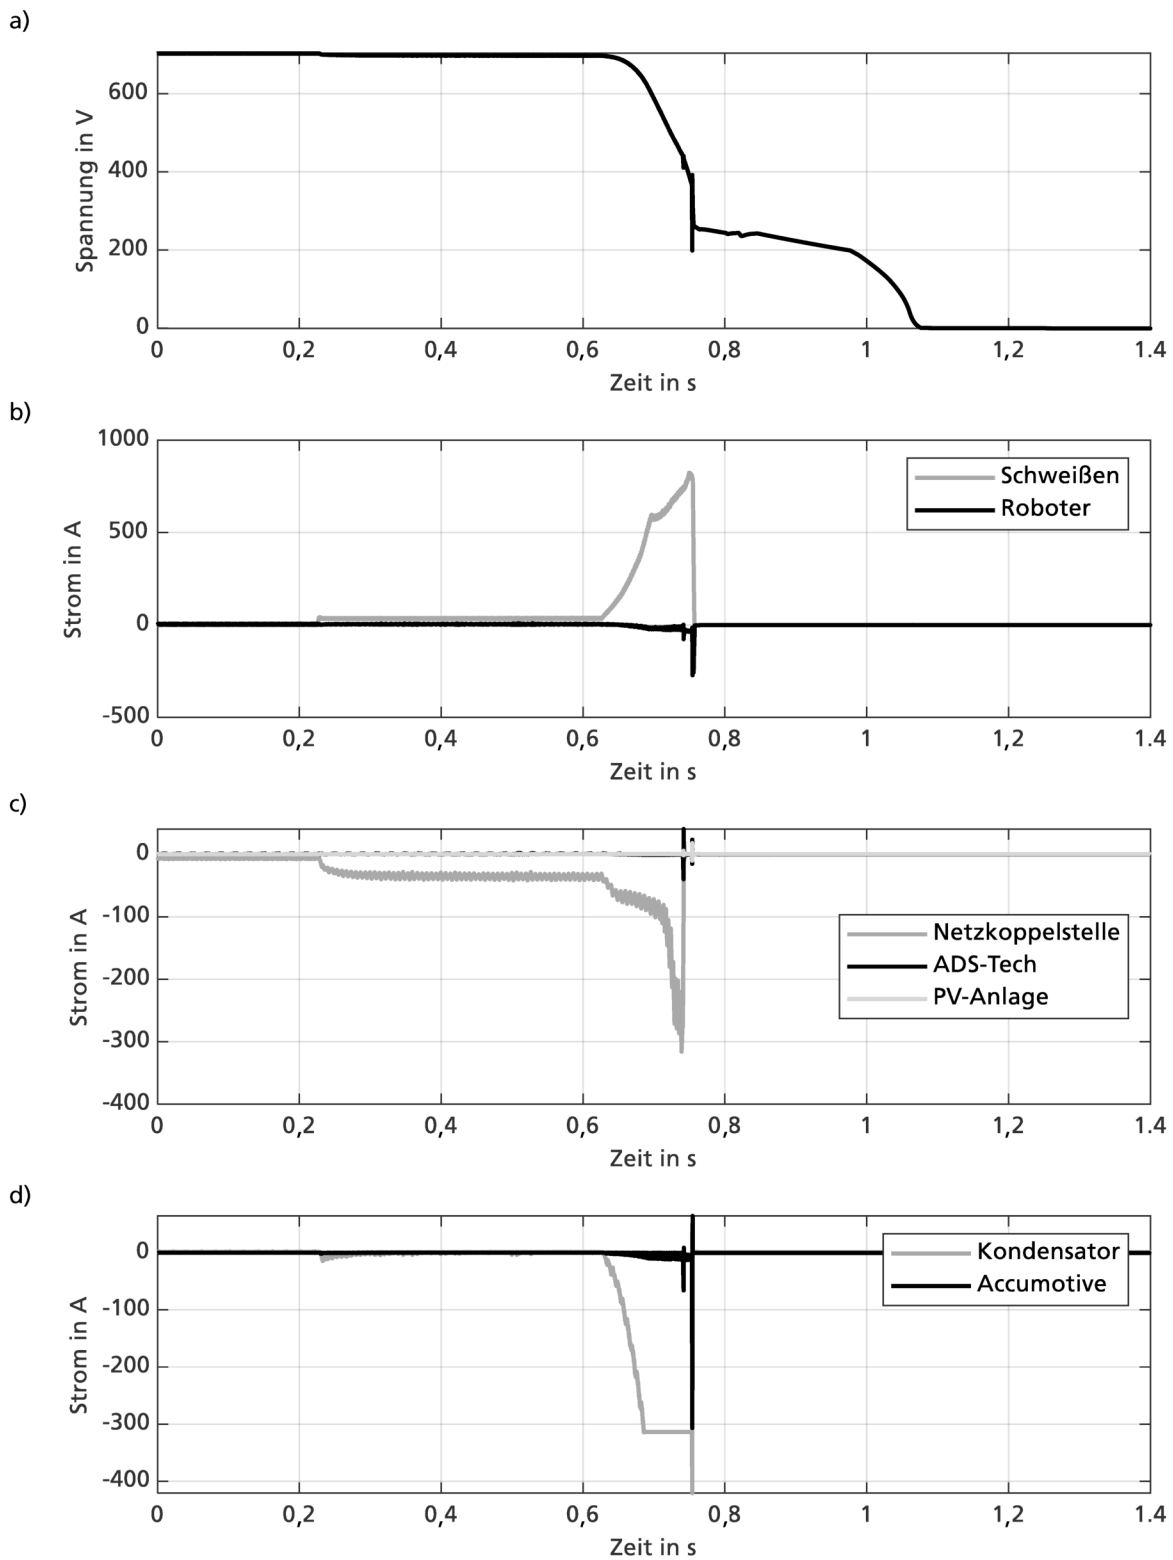 a)
600
400
200
0
Spannung in V
0 0,2 0,4 0,6 0,8 1 1,2 1.4
Zeit in s
b)
1000
500
0
-500
Strom in A
Schweißen
Roboter
0 0,2 0,4 0,6 0,8 1 1,2 1.4
Zeit in s
c)
0
-100
-200
-300
-400
Strom in A
Netzkoppelstelle
ADS-Tech
PV-Anlage
0 0,2 0,4 0,6 0,8 1 1,2 1.4
Zeit in s
d)
0
-100
-200
-300
-400
Strom in A
Kondensator
Accumotive
0 0,2 0,4 0,6 0,8 1 1,2 1.4
Zeit in s